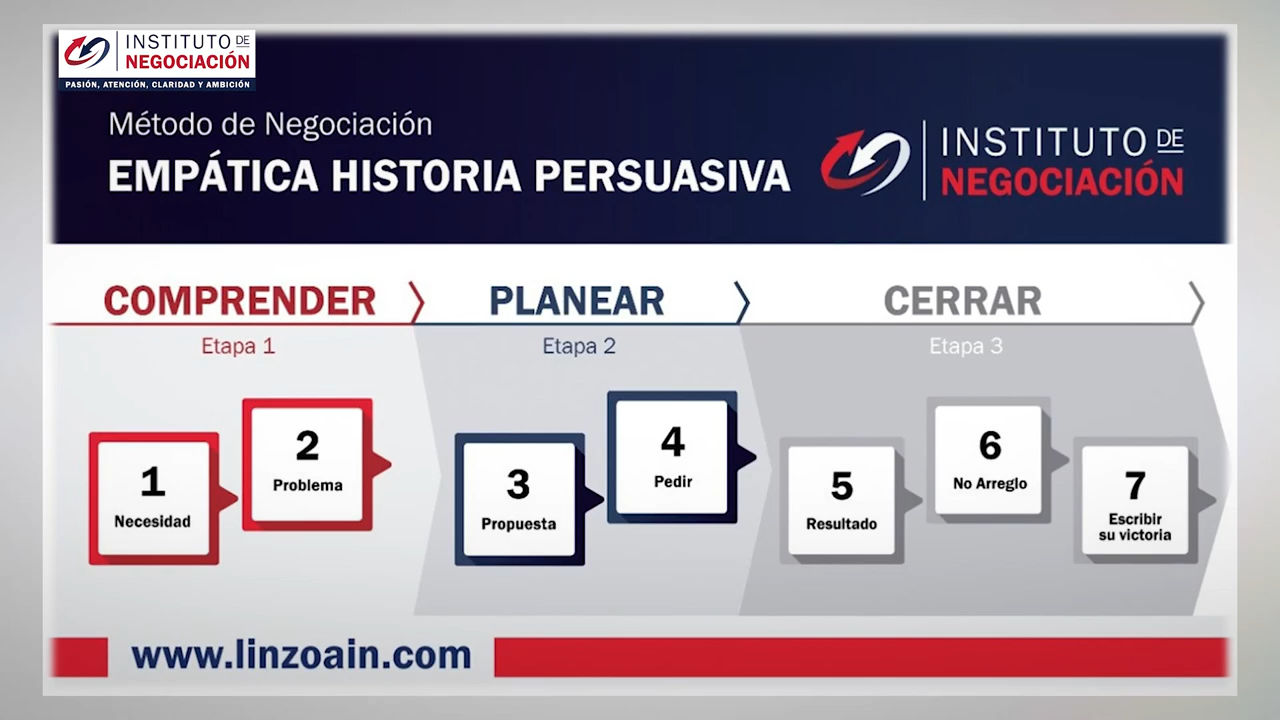 INSTITUTO DE
NEGOCIACIÓN
PASIÓN, ATENCIÓN, CLARIDAD Y AMBICIÓN
Método de Negociación
EMPÁTICA HISTORIA PERSUASIVA
INSTITUTO DE
NEGOCIACIÓN
COMPRENDER
Etapa 1
PLANEAR
Etapa 2
CERRAR
Etapa 3
1
Necesidad
2
Problema
3
Propuesta
4
Pedir
5
Resultado
6
No Arreglo
7
Escribir
su victoria
www.linzoain.com